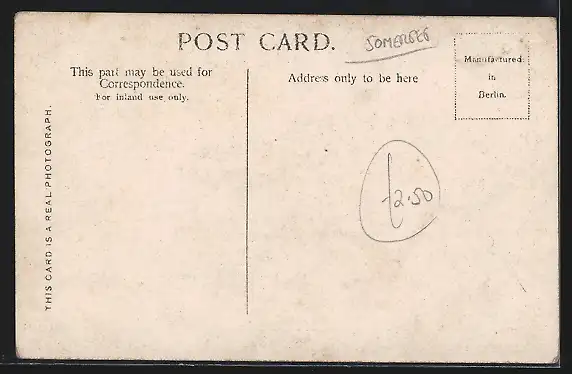 POST CARD.
SOMERSET
This part may be used for
Correspondence.
For inland use only.
Address only to be here
Manufactured
in
Berlin.
THIS CARD IS A REAL PHOTOGRAPH.
£2.50